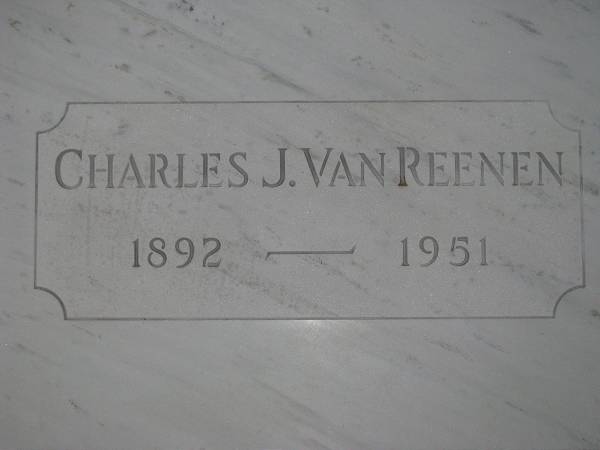 CHARLES J. VAN REENEN
1892 — 1951